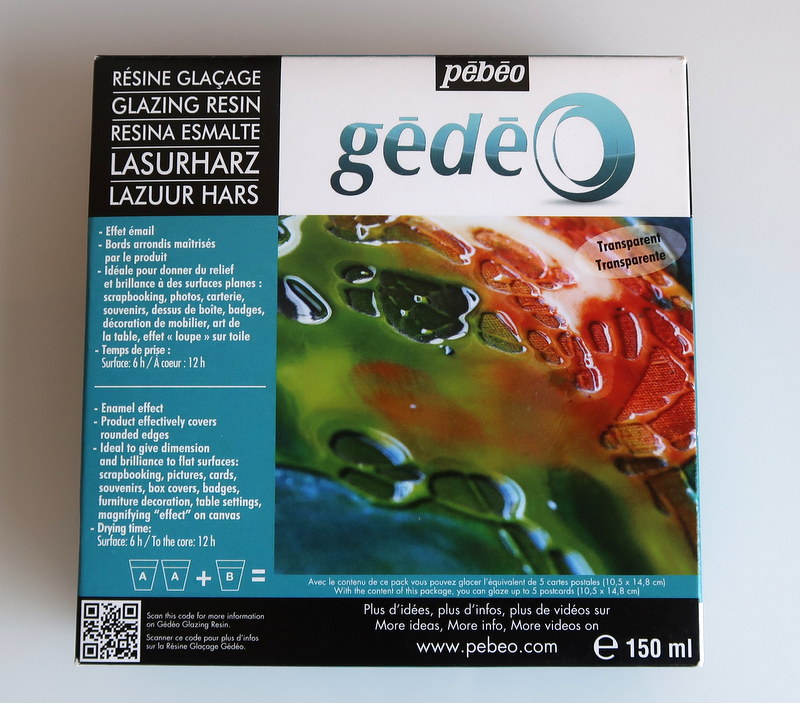 RÉSINE GLAÇAGE
GLAZING RESIN
RESINA ESMALTE
LASURHARZ
LAZUUR HARS
pēbēo
gēdēO
Transparent
Transparente
- Effet émail
- Bords arrondis maîtrisés
par le produit
- Idéale pour donner du relief
et brillance à des surfaces planes :
scrapbooking, photos, carterie,
souvenirs, dessus de boîte, badges,
décoration de mobilier, art de
la table, effet « loupe » sur toile
- Temps de prise :
Surface: 6 h / À coeur : 12 h
- Enamel effect
- Product effectively covers
rounded edges
- Ideal to give dimension
and brilliance to flat surfaces:
scrapbooking, pictures, cards,
souvenirs, box covers, badges,
furniture decoration, table settings,
magnifying "effect" on canvas
- Drying time:
Surface: 6 h / To the core: 12 h
A A + B =
Avec le contenu de ce pack vous pouvez glacer l'équivalent de 5 cartes postales (10,5 x 14,8 cm)
With the content of this package, you can glaze up to 5 postcards (10,5 x 14,8 cm)
Scan this code for more information
on Gédéo Glazing Resin.
Scanner ce code pour plus d'infos
sur la Résine Glaçage Gédéo.
Plus d'idées, plus d'infos, plus de vidéos sur
More ideas, More info, More videos on
www.pebeo.com
e 150 ml